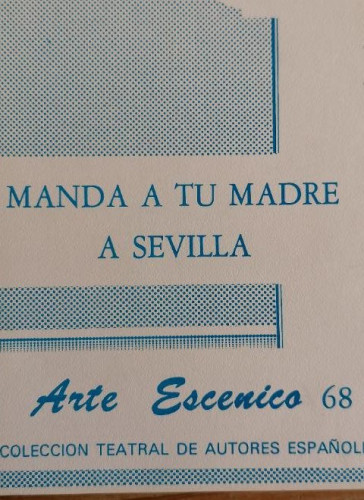 MANDA A TU MADRE
A SEVILLA
Arte Escenico 68
COLECCION TEATRAL DE AUTORES ESPAÑOL